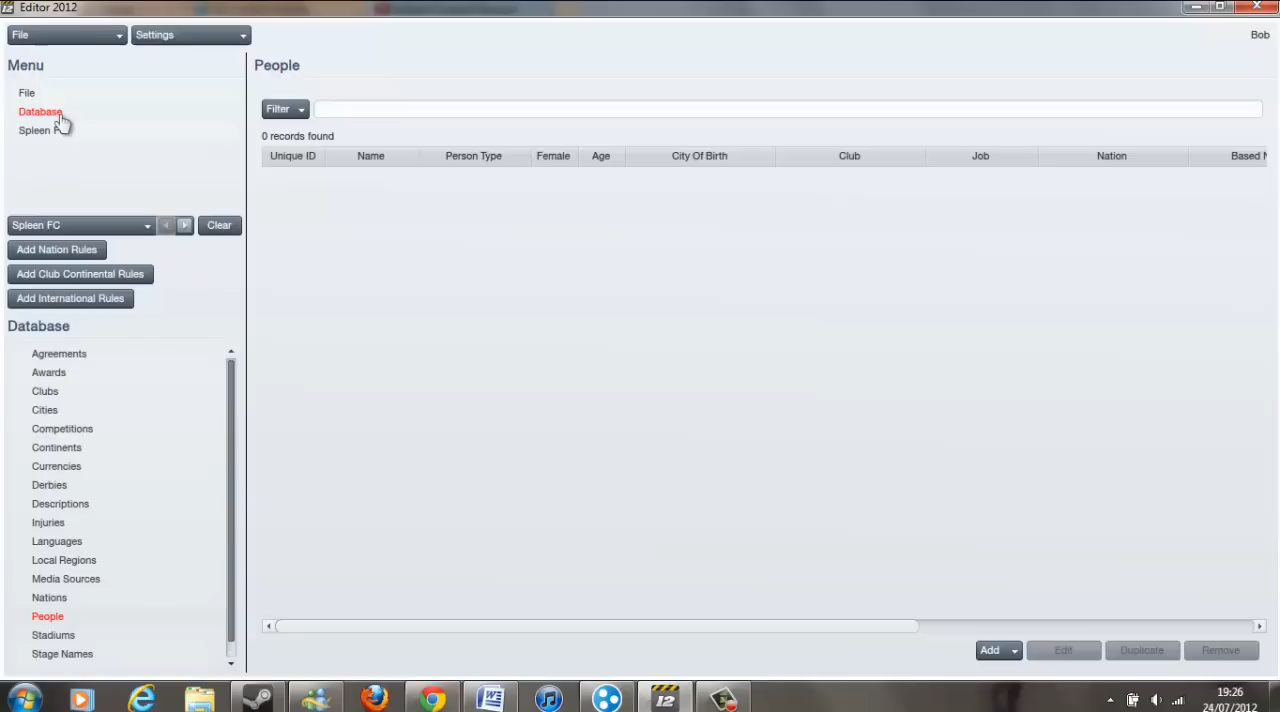 Editor 2012
File
Settings
Bob
Menu
People
File
Database
Spleen
Filter
0 records found
Unique ID
Name
Person Type
Female
Age
City Of Birth
Club
Job
Nation
Based N
Spleen FC
Clear
Add Nation Rules
Add Club Continental Rules
Add International Rules
Database
Agreements
Awards
Clubs
Cities
Competitions
Continents
Currencies
Derbies
Descriptions
Injuries
Languages
Local Regions
Media Sources
Nations
People
Stadiums
Stage Names
Add
Edit
Duplicate
Remove
12
19:26
24/07/2012